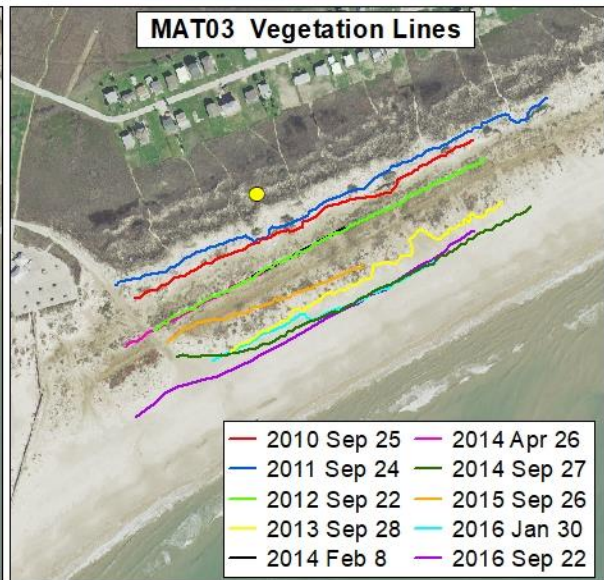 MAT03 Vegetation Lines
2010 Sep 25
2011 Sep 24
2012 Sep 22
2013 Sep 28
2014 Feb 8
2014 Apr 26
2014 Sep 27
2015 Sep 26
2016 Jan 30
2016 Sep 22